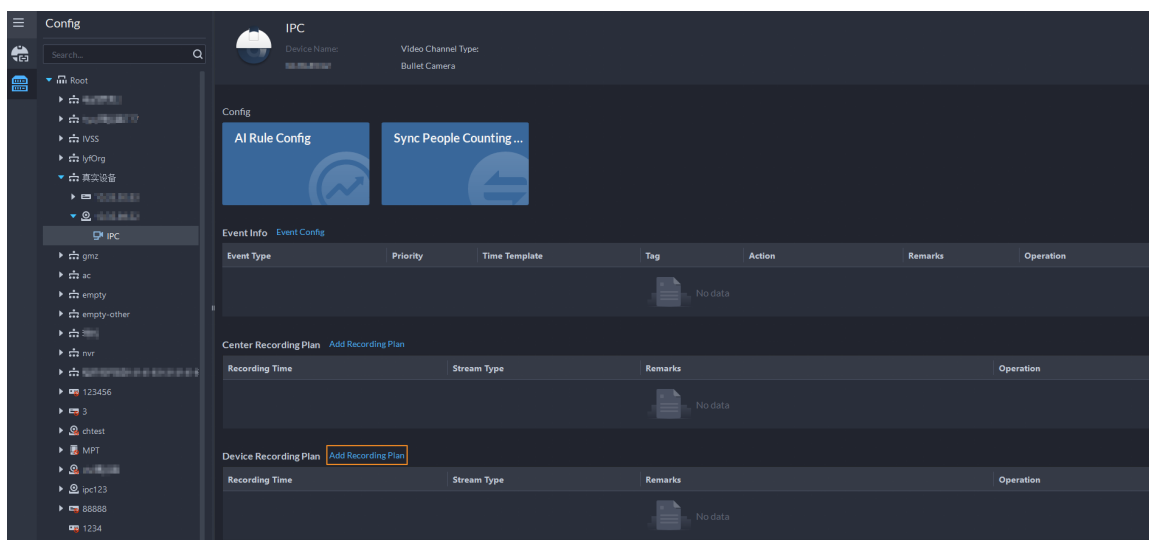 Config
Search...
Root
IVSS
lyfOrg
真实设备
IPC
gmz
ac
empty
empty-other
nvr
123456
3
chtest
MPT
ipc123
88888
1234
IPC
Device Name:
Video Channel Type:
Bullet Camera
Config
AI Rule Config
Sync People Counting ...
Event Info Event Config
Event Type Priority Time Template Tag Action Remarks Operation
No data
Center Recording Plan Add Recording Plan
Recording Time Stream Type Remarks Operation
No data
Device Recording Plan Add Recording Plan
Recording Time Stream Type Remarks Operation
No data